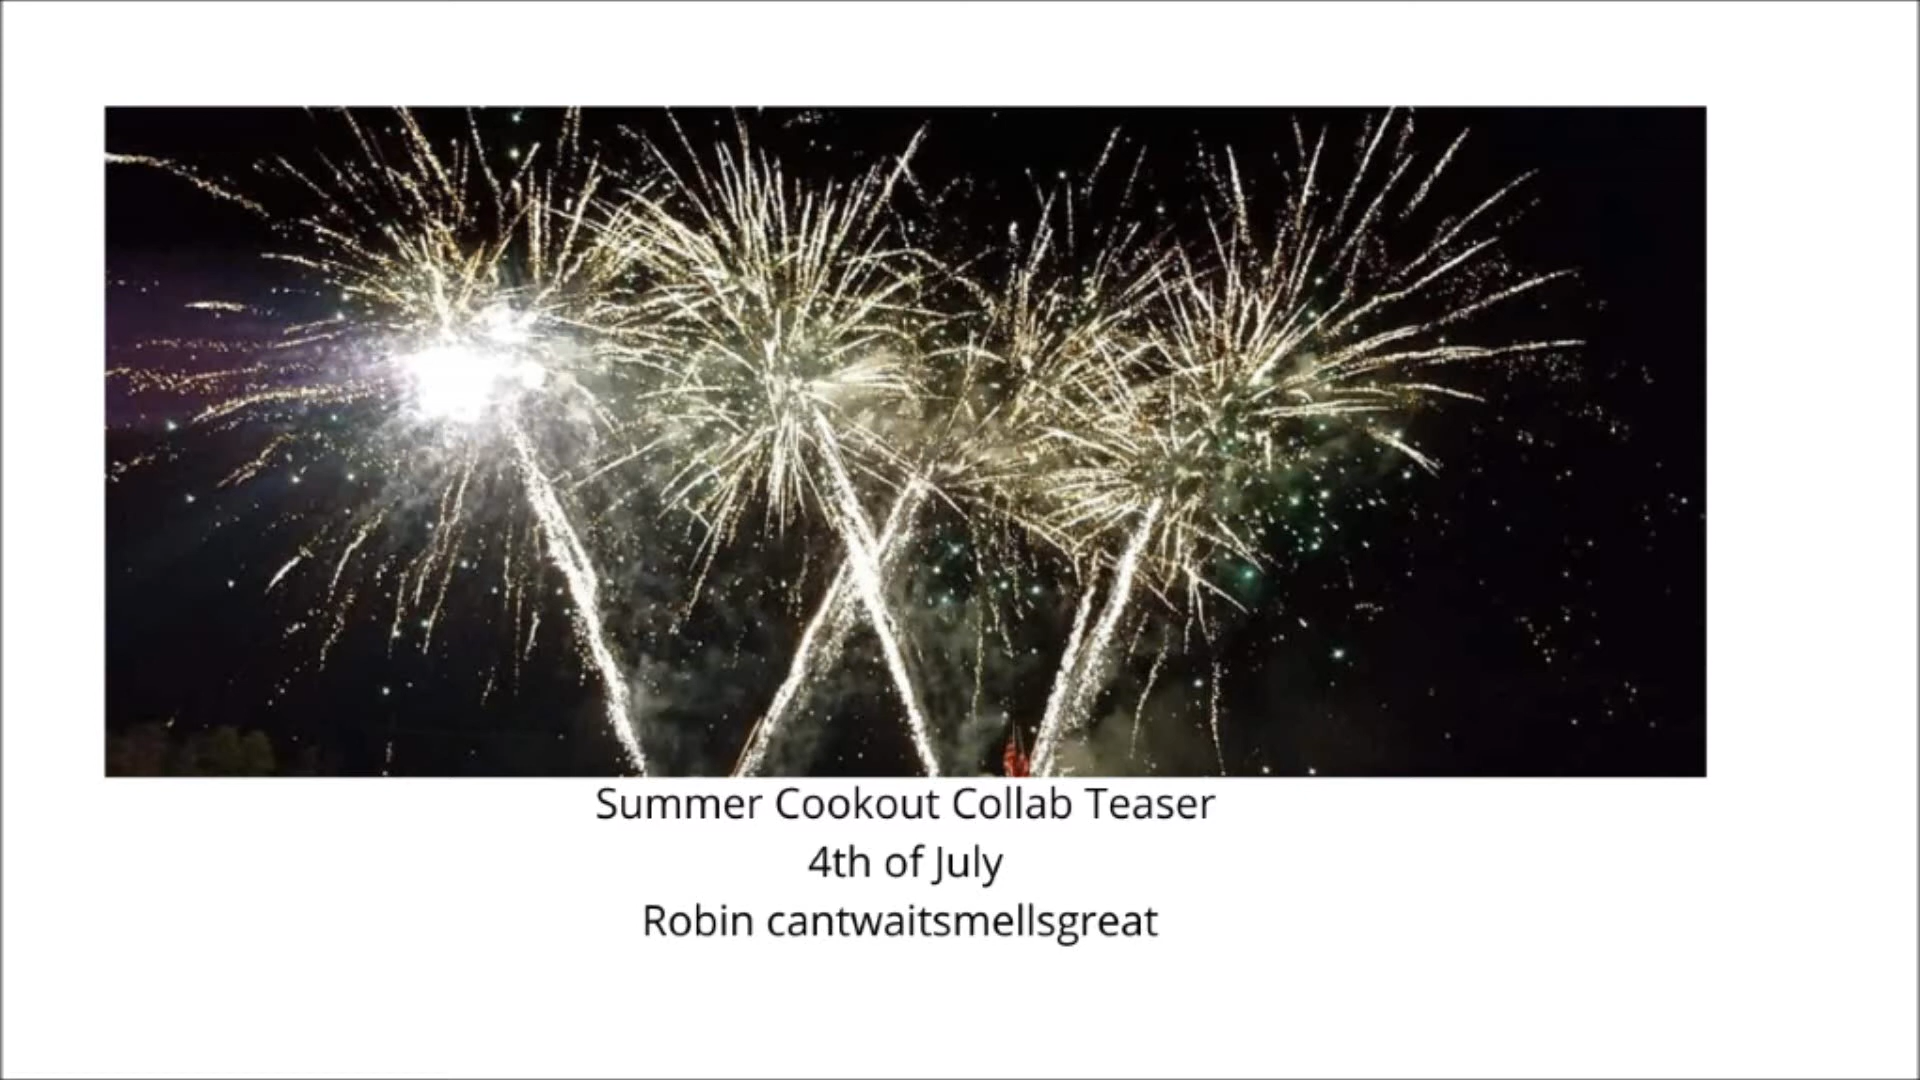 Summer Cookout Collab Teaser
4th of July
Robin cantwaitsmellsgreat